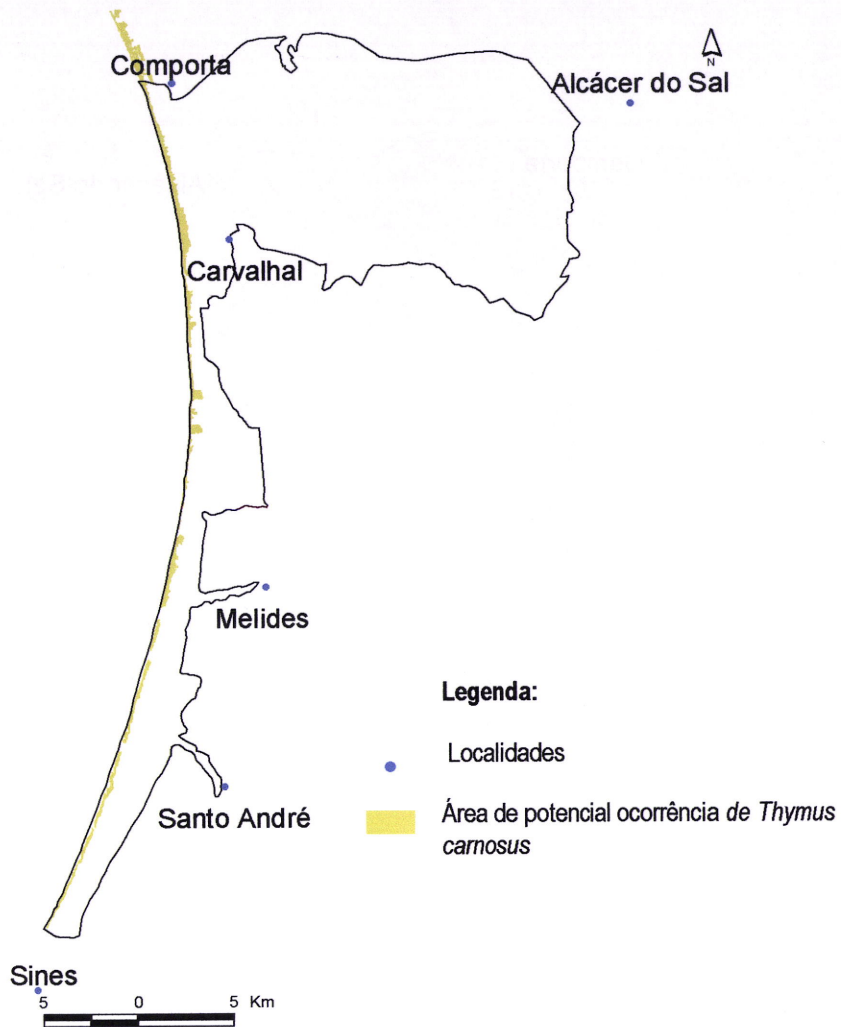 N
Comporta
Alcácer do Sal
Carvalhal
Melides
Legenda:
Localidades
Santo André
Área de potencial ocorrência de Thymus
carnosus
Sines
5 0 5 Km